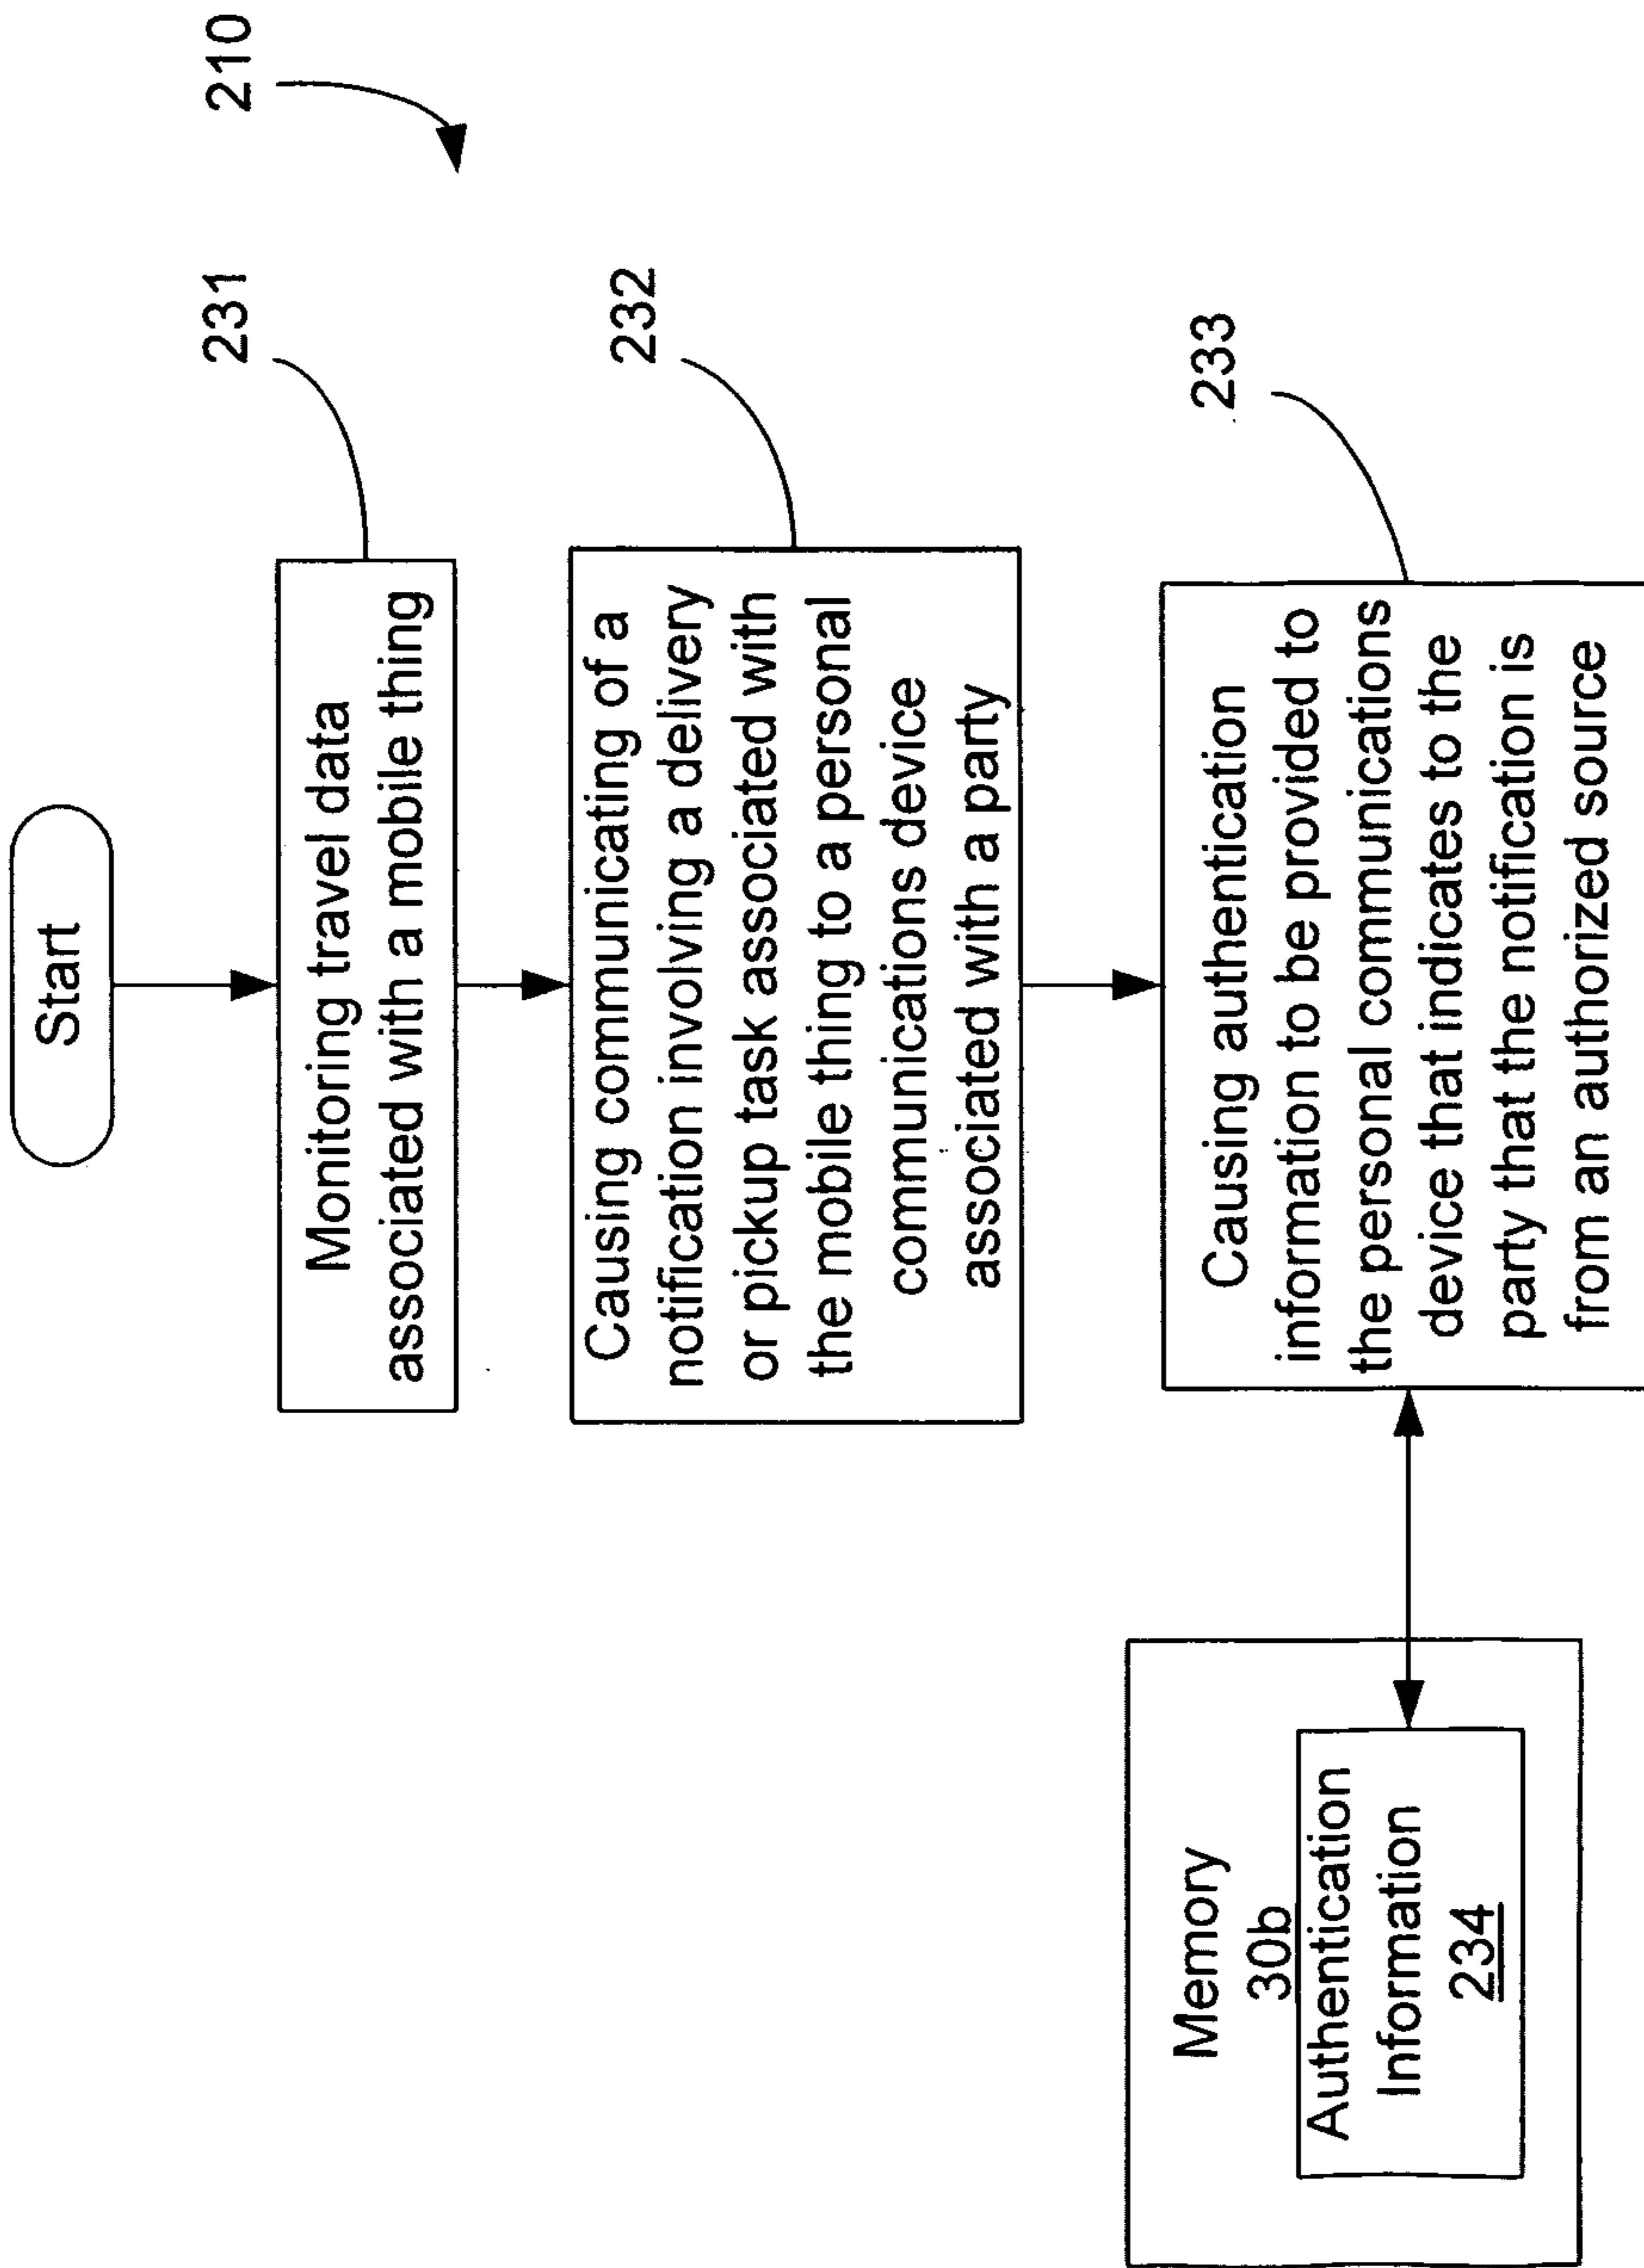 210
Start
231
Monitoring travel data
associated with a mobile thing
232
Causing communicating of a
notification involving a delivery
or pickup task associated with
the mobile thing to a personal
communications device
associated with a party
233
Causing authentication
information to be provided to
the personal communications
device that indicates to the
party that the notification is
from an authorized source
Memory
30b
Authentication
Information
234